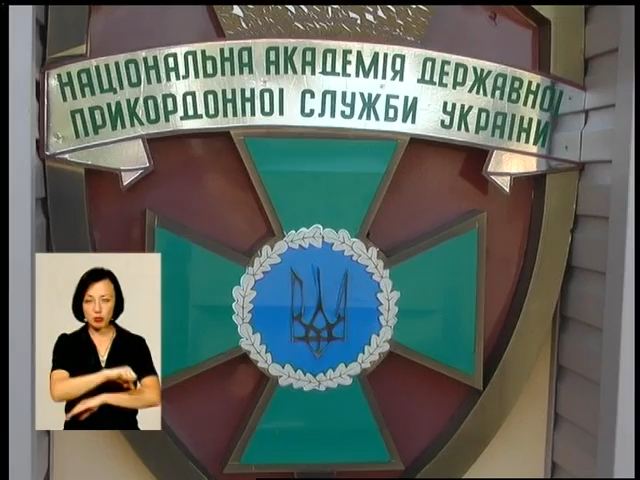 НАЦІОНАЛЬНА АКАДЕМІЯ ДЕРЖАВНОЇ
ПРИКОРДОННОЇ СЛУЖБИ УКРАЇНИ